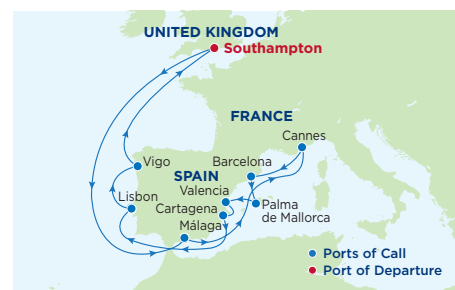 UNITED KINGDOM
Southampton
FRANCE
Cannes
Barcelona
Vigo
SPAIN
Valencia
Lisbon
Cartagena
Palma
de Mallorca
Málaga
Ports of Call
Port of Departure